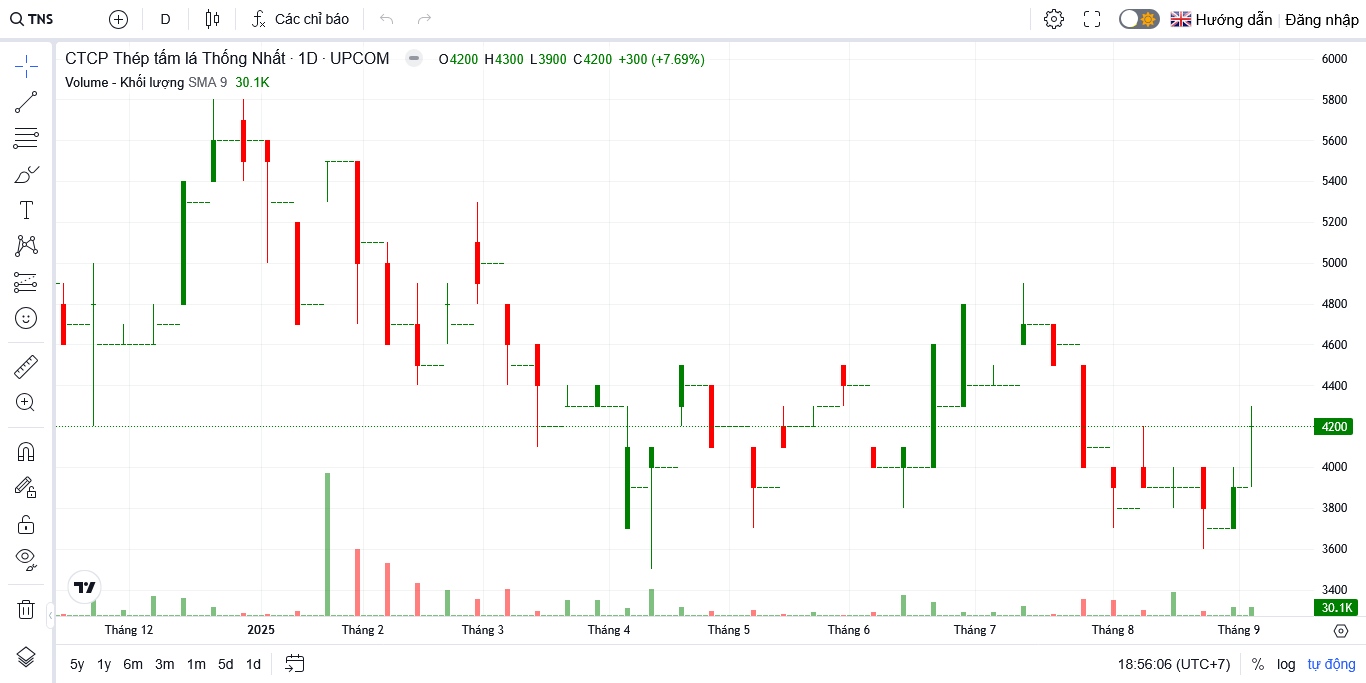 TNS D Các chỉ báo Hướng dẫn Đăng nhập
CTCP Thép tấm lá Thống Nhất · 1D · UPCOM O4200 H4300 L3900 C4200 +300 (+7.69%)
Volume - Khối lượng SMA 9 30.1K
6000
5800
5600
5400
5200
5000
4800
4600
4400
4200
4000
3800
3600
3400
30.1K
Tháng 12 2025 Tháng 2 Tháng 3 Tháng 4 Tháng 5 Tháng 6 Tháng 7 Tháng 8 Tháng 9
5y 1y 6m 3m 1m 5d 1d 18:56:06 (UTC+7) % log tự động